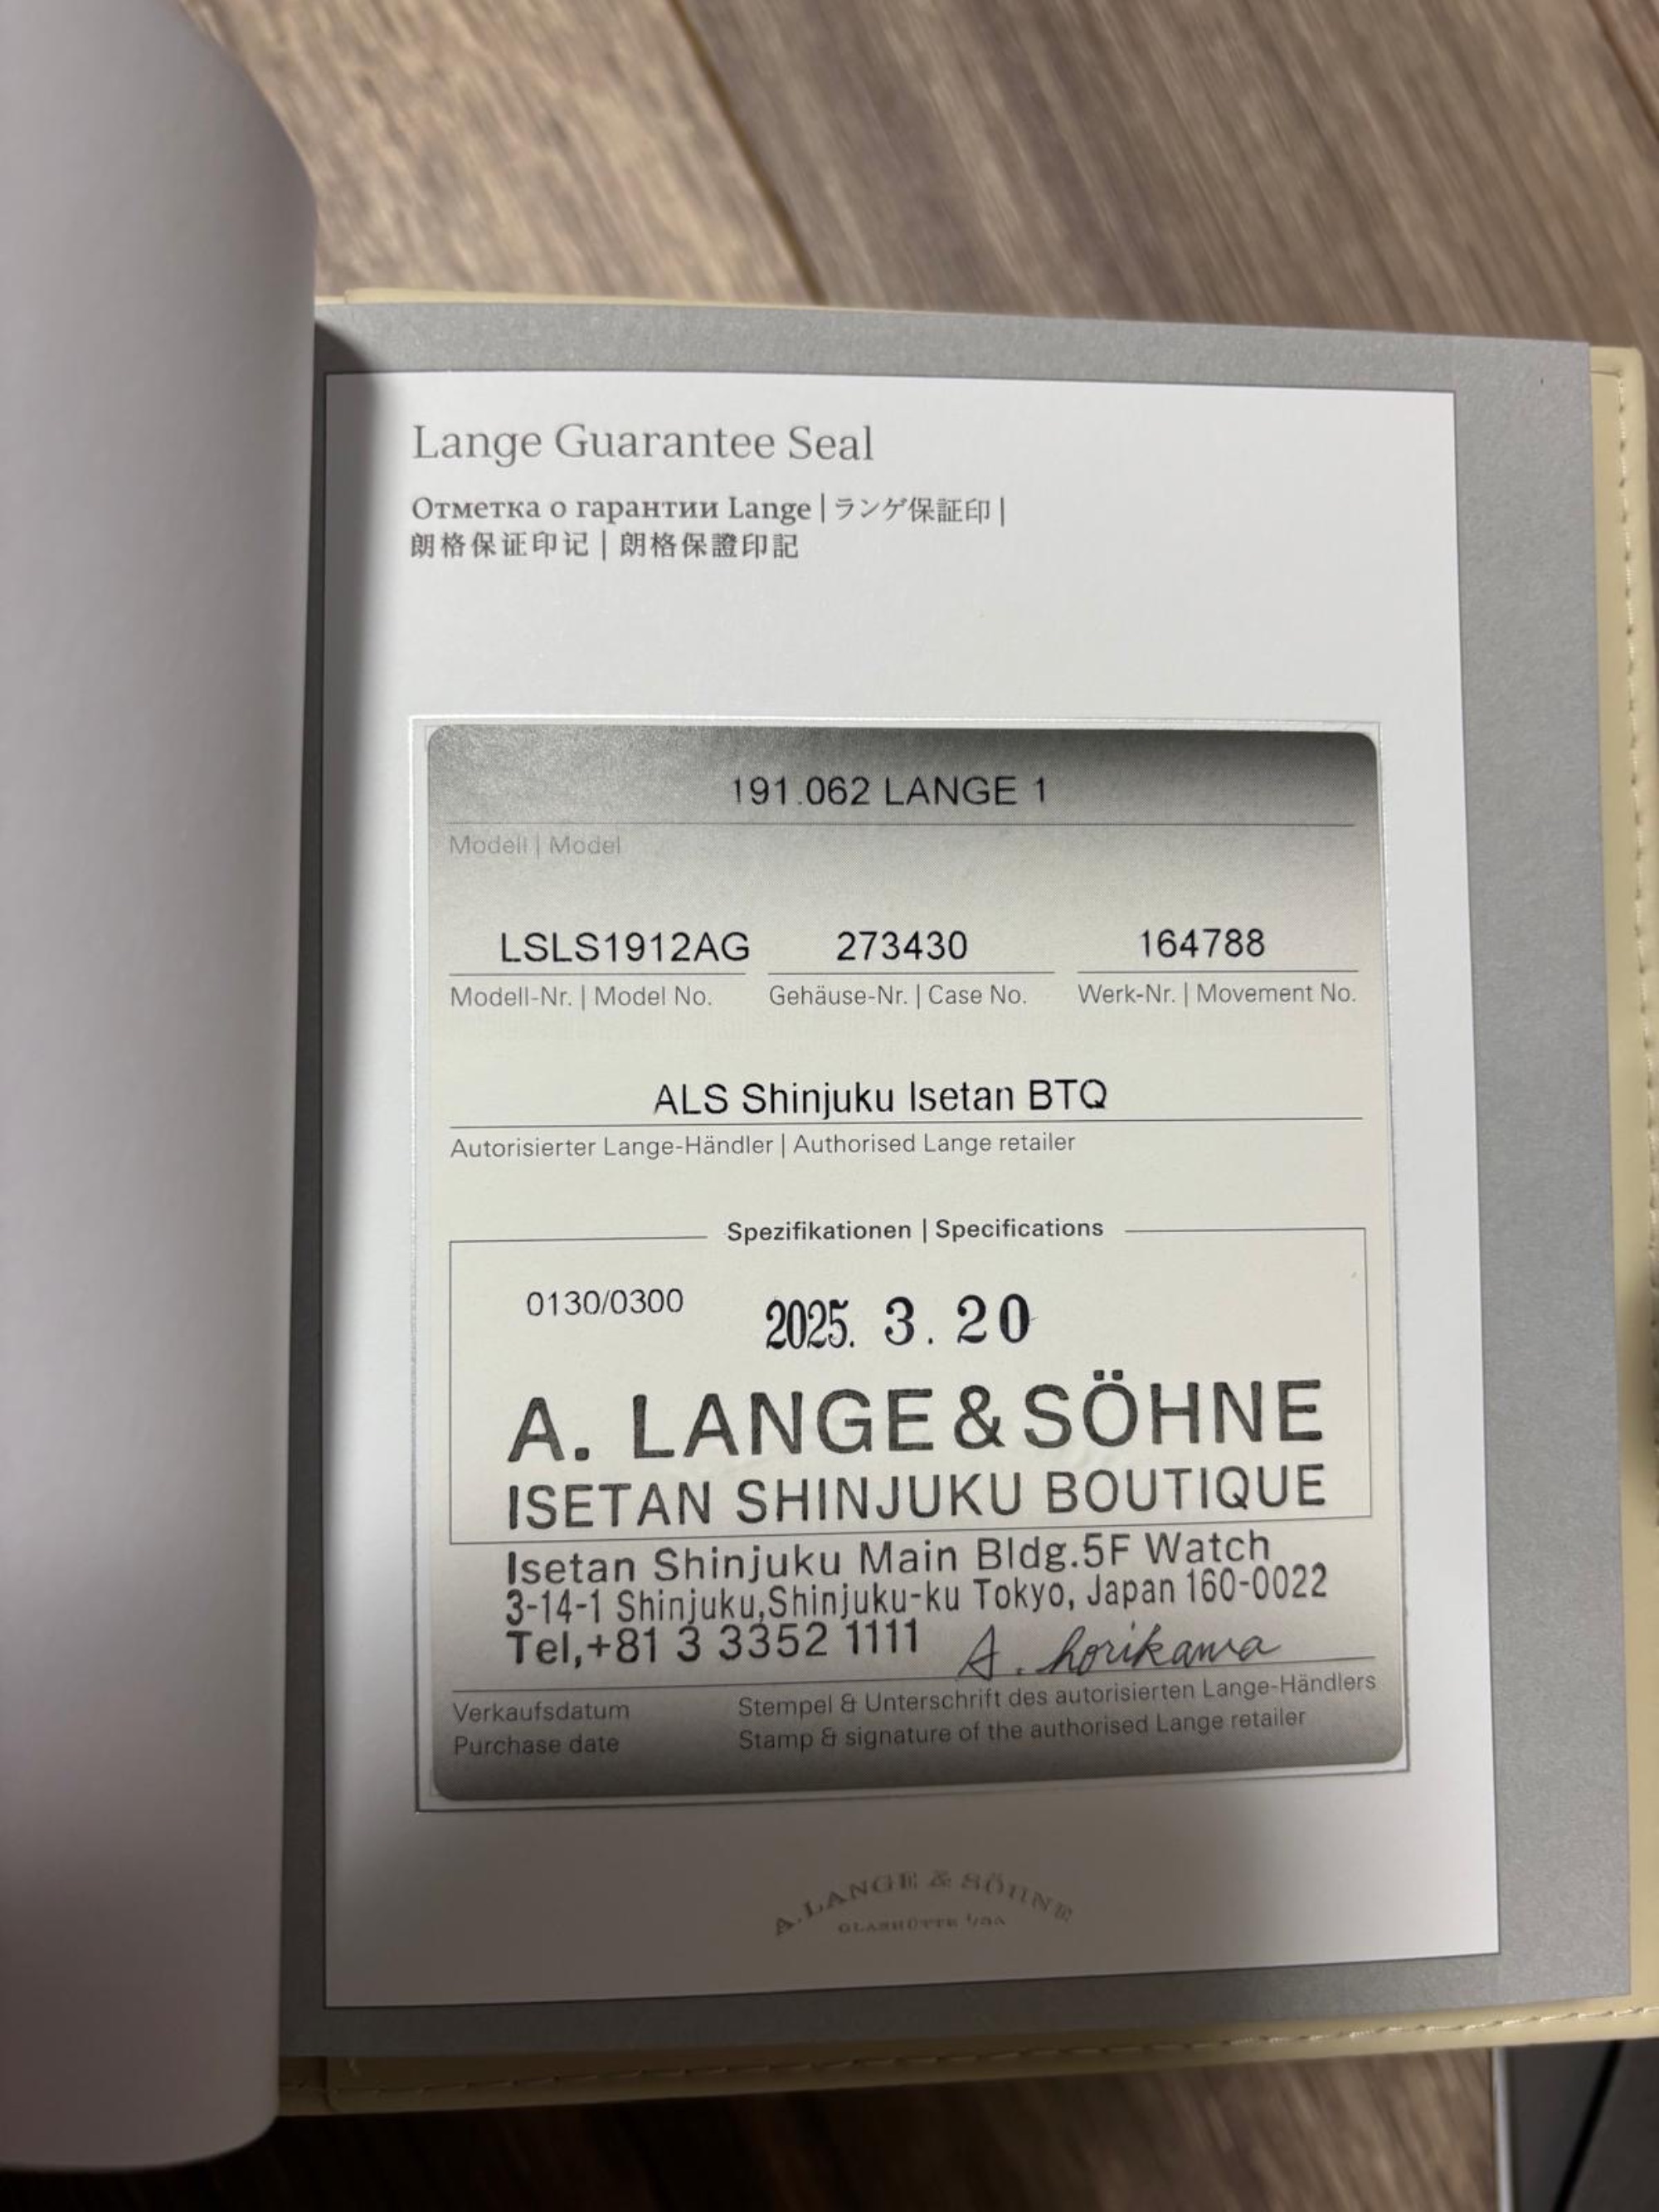 Lange Guarantee Seal
Отметка о гарантии Lange | ランゲ保証印 |
朗格保证印记 | 朗格保證印記
191.062 LANGE 1
Modell | Model
LSLS1912AG 273430 164788
Modell-Nr. | Model No. Gehäuse-Nr. | Case No. Werk-Nr. | Movement No.
ALS Shinjuku Isetan BTQ
Autorisierter Lange-Händler | Authorised Lange retailer
Spezifikationen | Specifications
0130/0300 2025. 3. 20
A. LANGE & SÖHNE
ISETAN SHINJUKU BOUTIQUE
Isetan Shinjuku Main Bldg.5F Watch
3-14-1 Shinjuku,Shinjuku-ku Tokyo, Japan 160-0022
Tel,+81 3 3352 1111 A. horikawa
Verkaufsdatum Stempel & Unterschrift des autorisierten Lange-Händlers
Purchase date Stamp & signature of the authorised Lange retailer
A. LANGE & SÖHNE
GLASHÜTTE I/SA